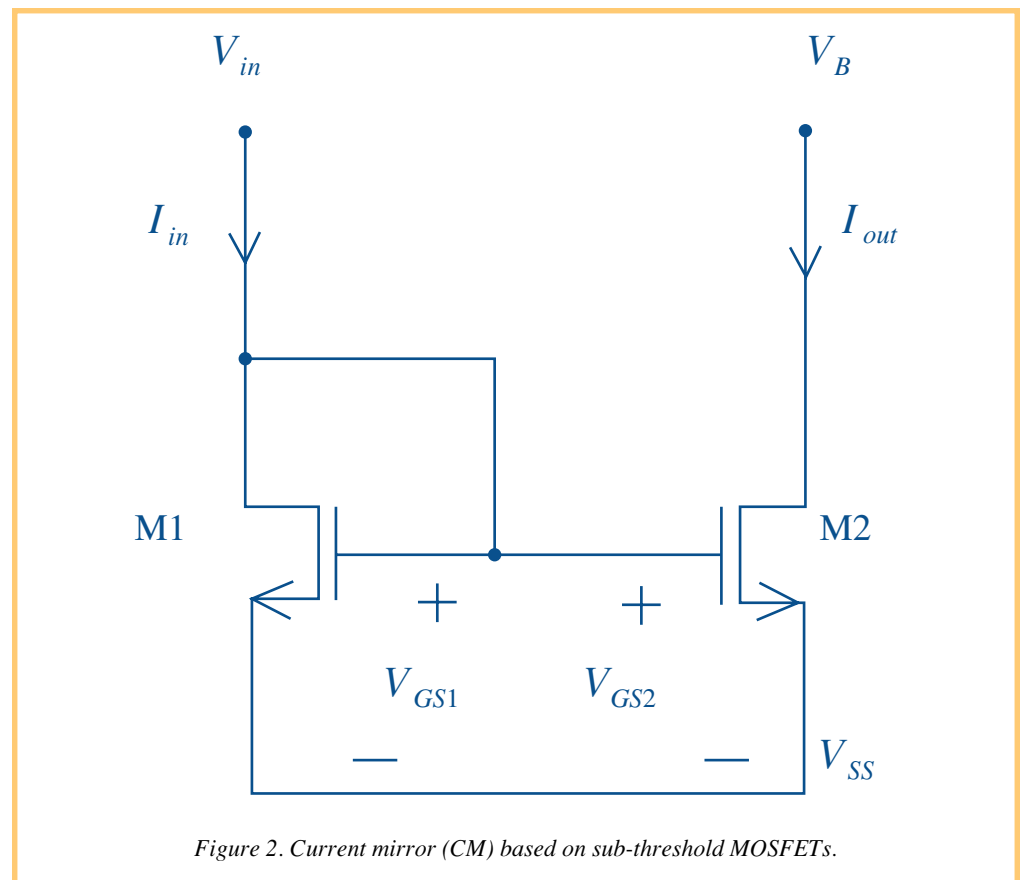 V_in
V_B
I_in
I_out
M1
M2
+
+
V_GS1
V_GS2
−
−
V_SS
Figure 2. Current mirror (CM) based on sub-threshold MOSFETs.